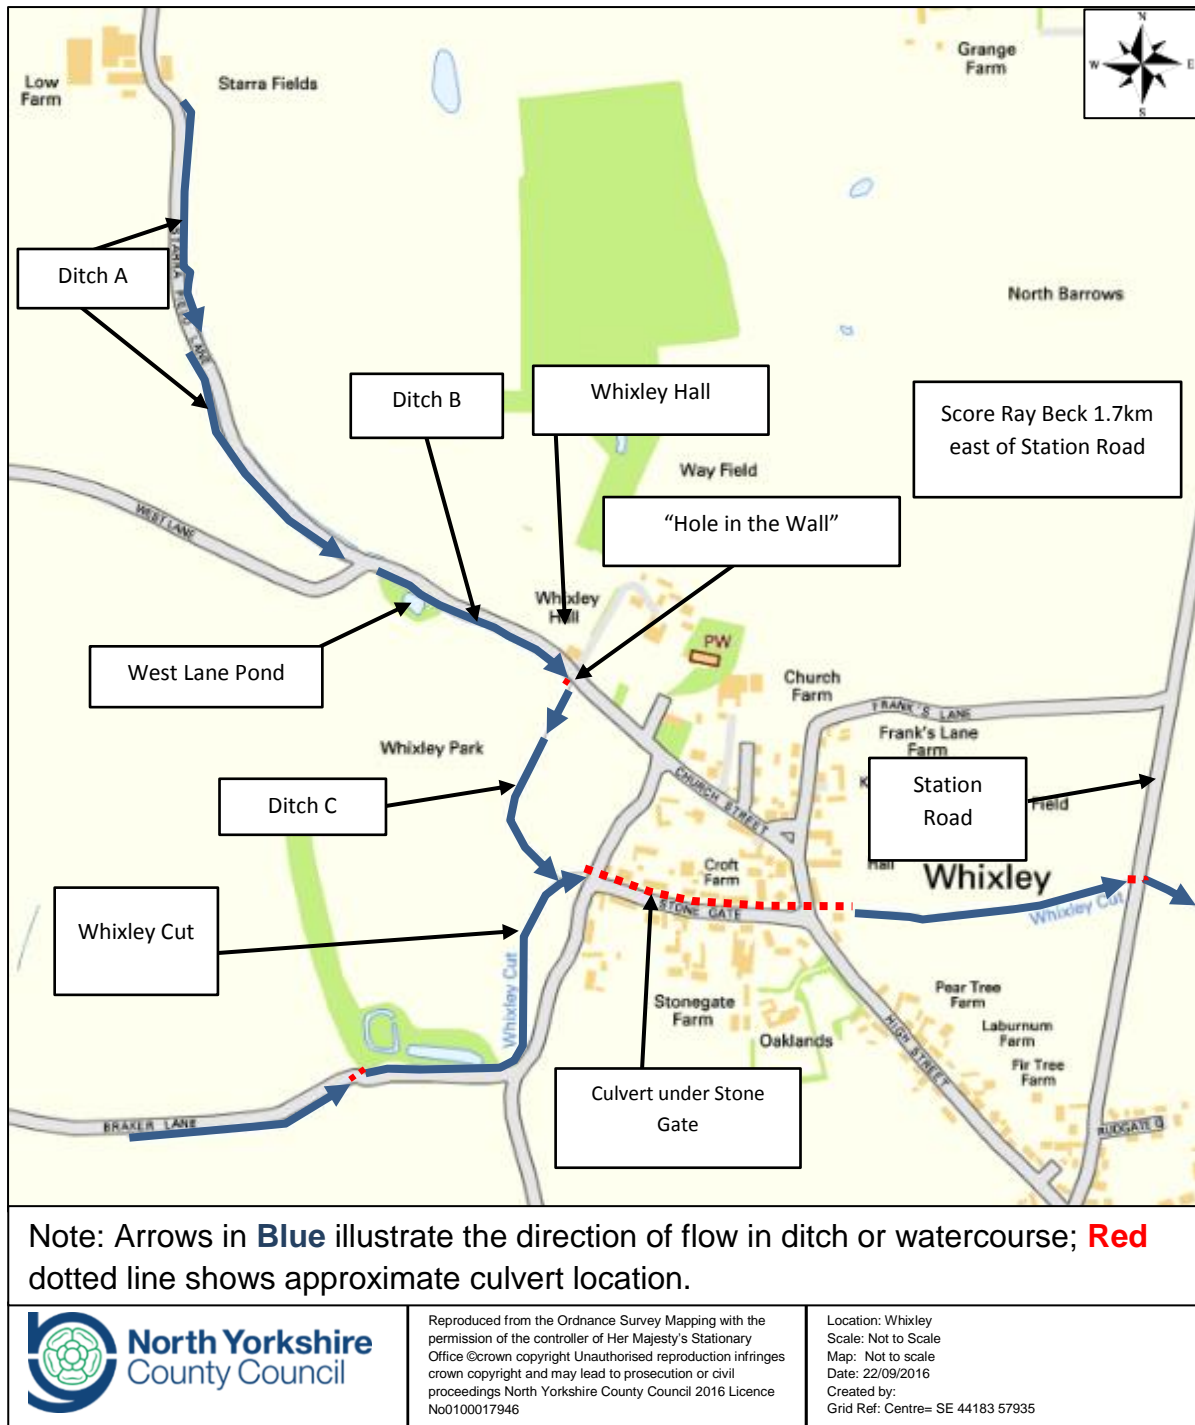 N
W
E
S
Low
Farm
Starra Fields
Grange
Farm
STARRA FIELD LANE
Ditch A
North Barrows
Ditch B
Whixley Hall
Score Ray Beck 1.7km
east of Station Road
Way Field
WEST LANE
“Hole in the Wall”
Whixley
Hall
PW
West Lane Pond
Church
Farm
FRANK'S LANE
Frank's Lane
Farm
Whixley Park
CHURCH STREET
Station
Road
Field
Ditch C
K
Croft
Farm
Hall
Whixley
STONE GATE
Whixley Cut
Whixley Cut
Whixley Cut
Stonegate
Farm
Oaklands
Pear Tree
Farm
Laburnum
Farm
Fir Tree
Farm
HIGH STREET
Culvert under Stone
Gate
BRAKER LANE
RUDGATE G
Note: Arrows in Blue illustrate the direction of flow in ditch or watercourse; Red
dotted line shows approximate culvert location.
North Yorkshire
County Council
Reproduced from the Ordnance Survey Mapping with the
permission of the controller of Her Majesty's Stationary
Office ©crown copyright Unauthorised reproduction infringes
crown copyright and may lead to prosecution or civil
proceedings North Yorkshire County Council 2016 Licence
No0100017946
Location: Whixley
Scale: Not to Scale
Map: Not to scale
Date: 22/09/2016
Created by:
Grid Ref: Centre= SE 44183 57935